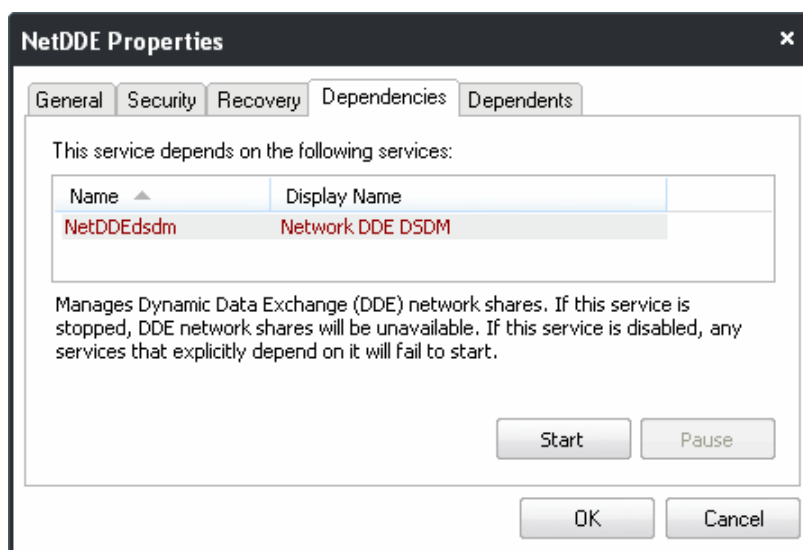 NetDDE Properties
General Security Recovery Dependencies Dependents
This service depends on the following services:
Name Display Name
NetDDEdsdm Network DDE DSDM
Manages Dynamic Data Exchange (DDE) network shares. If this service is
stopped, DDE network shares will be unavailable. If this service is disabled, any
services that explicitly depend on it will fail to start.
Start Pause
OK Cancel